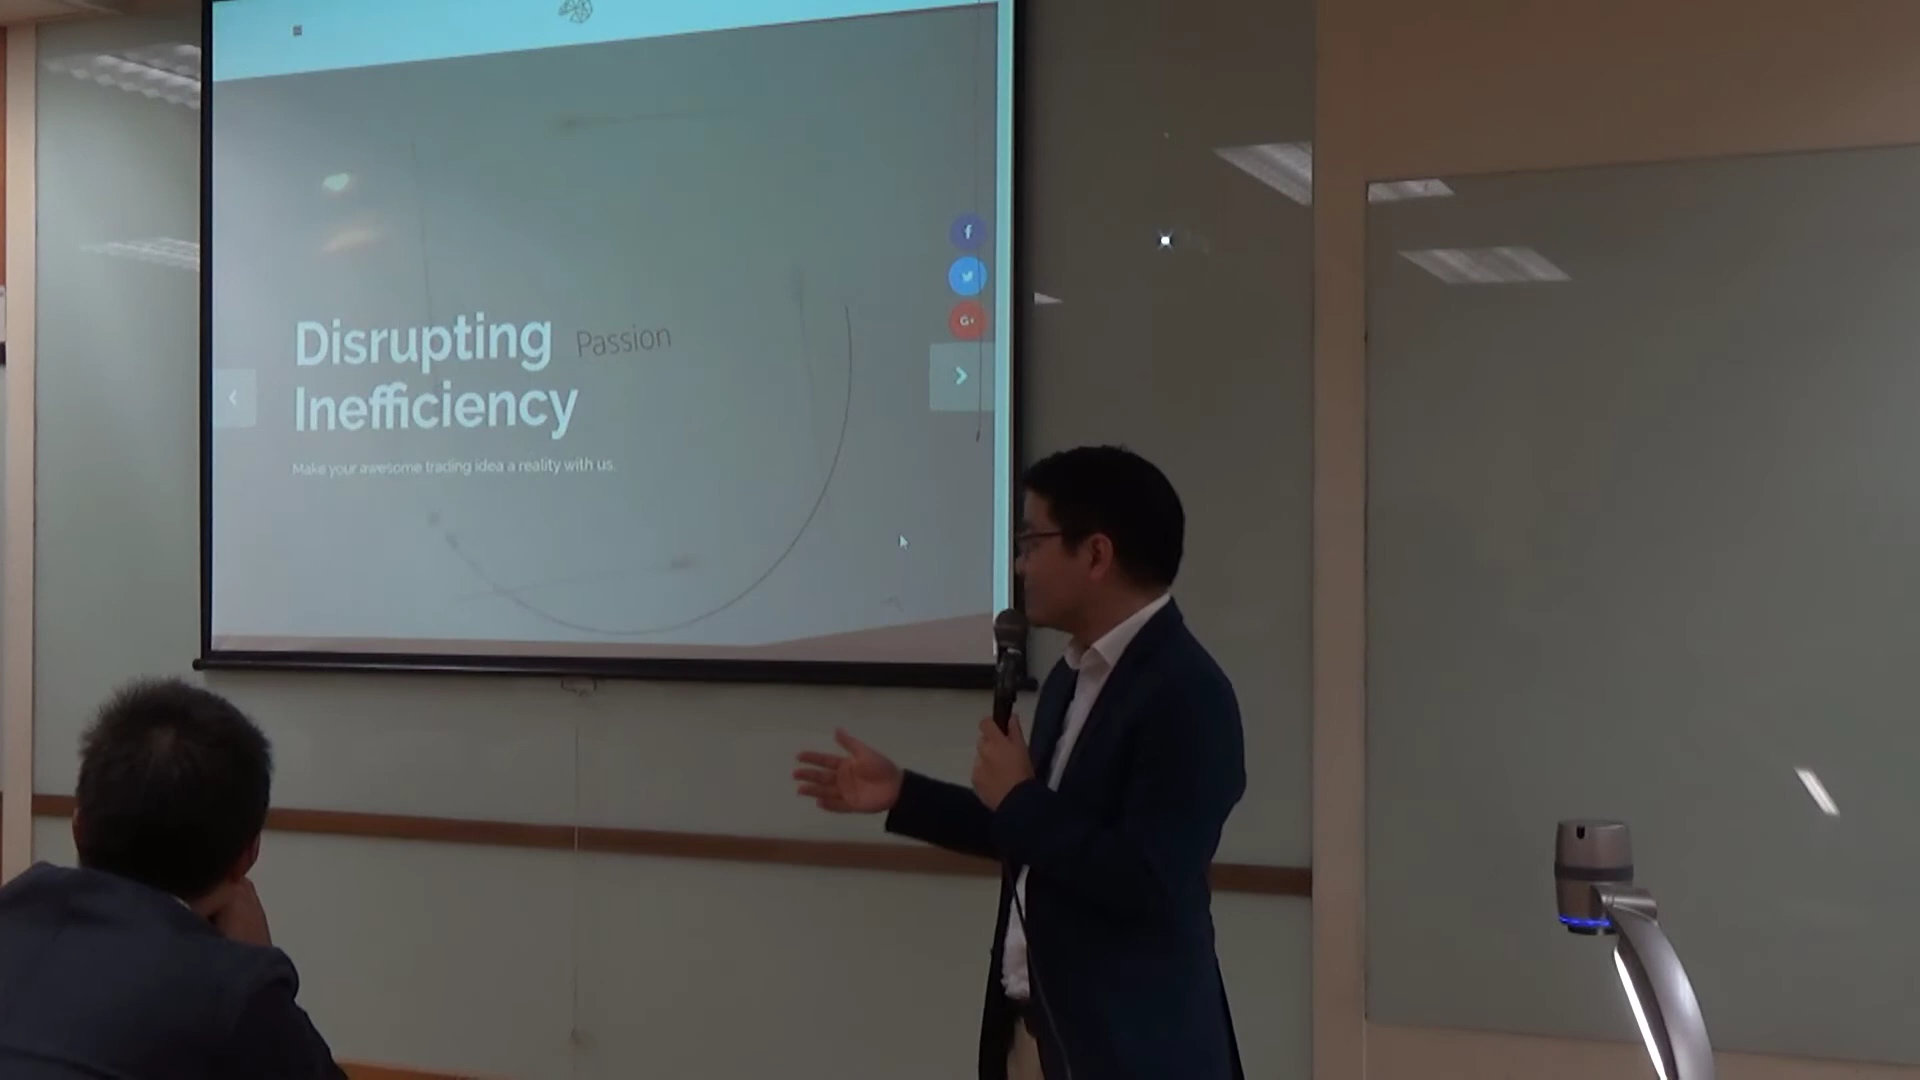 Disrupting Passion
Inefficiency
Make your awesome trading idea a reality with us.
f
G+